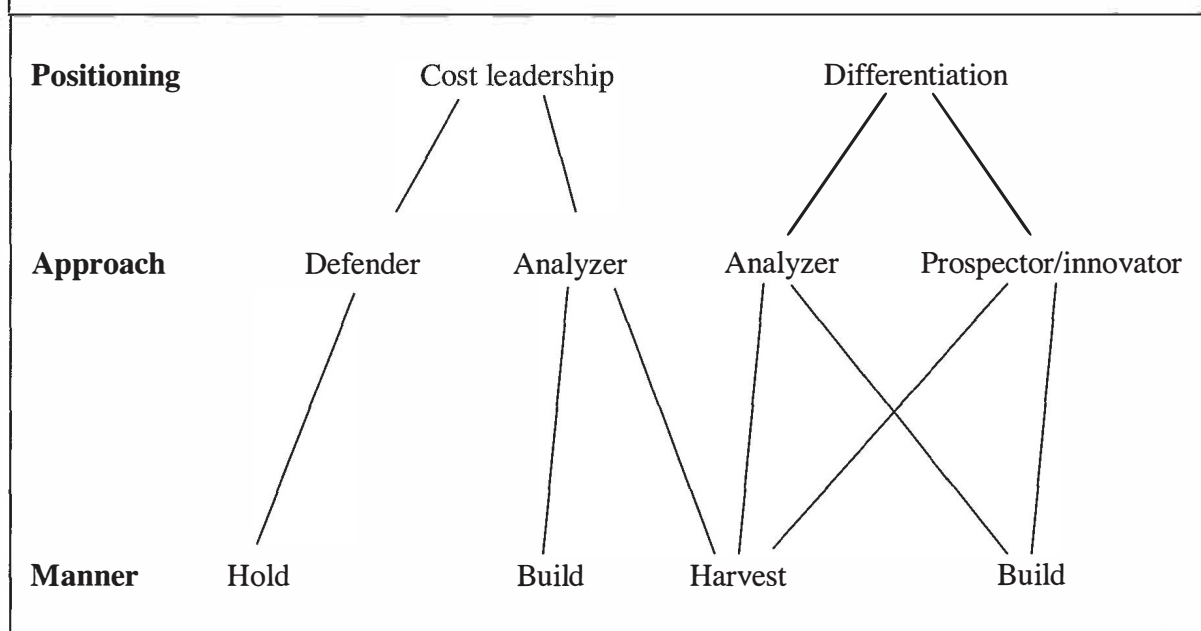 Positioning Cost leadership Differentiation
Approach Defender Analyzer Analyzer Prospector/innovator
Manner Hold Build Harvest Build